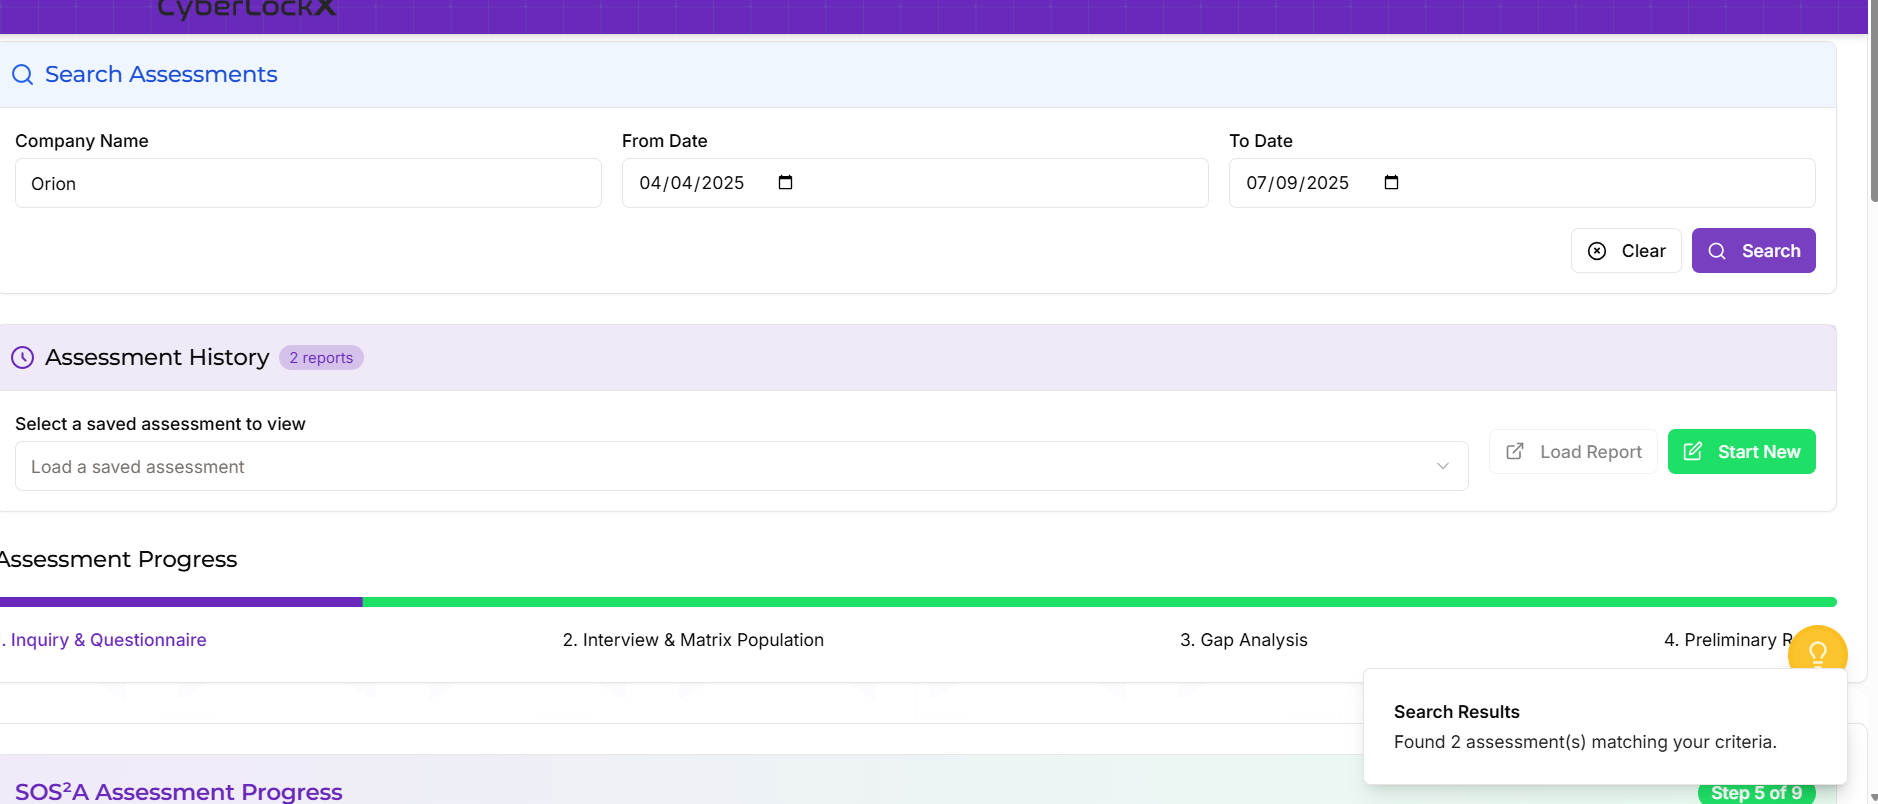 CyberLockX
Search Assessments
Company Name
From Date
To Date
Orion
04/04/2025
07/09/2025
Clear
Search
Assessment History
2 reports
Select a saved assessment to view
Load a saved assessment
Load Report
Start New
Assessment Progress
. Inquiry & Questionnaire
2. Interview & Matrix Population
3. Gap Analysis
4. Preliminary
Search Results
Found 2 assessment(s) matching your criteria.
SOS²A Assessment Progress
Step 5 of 9